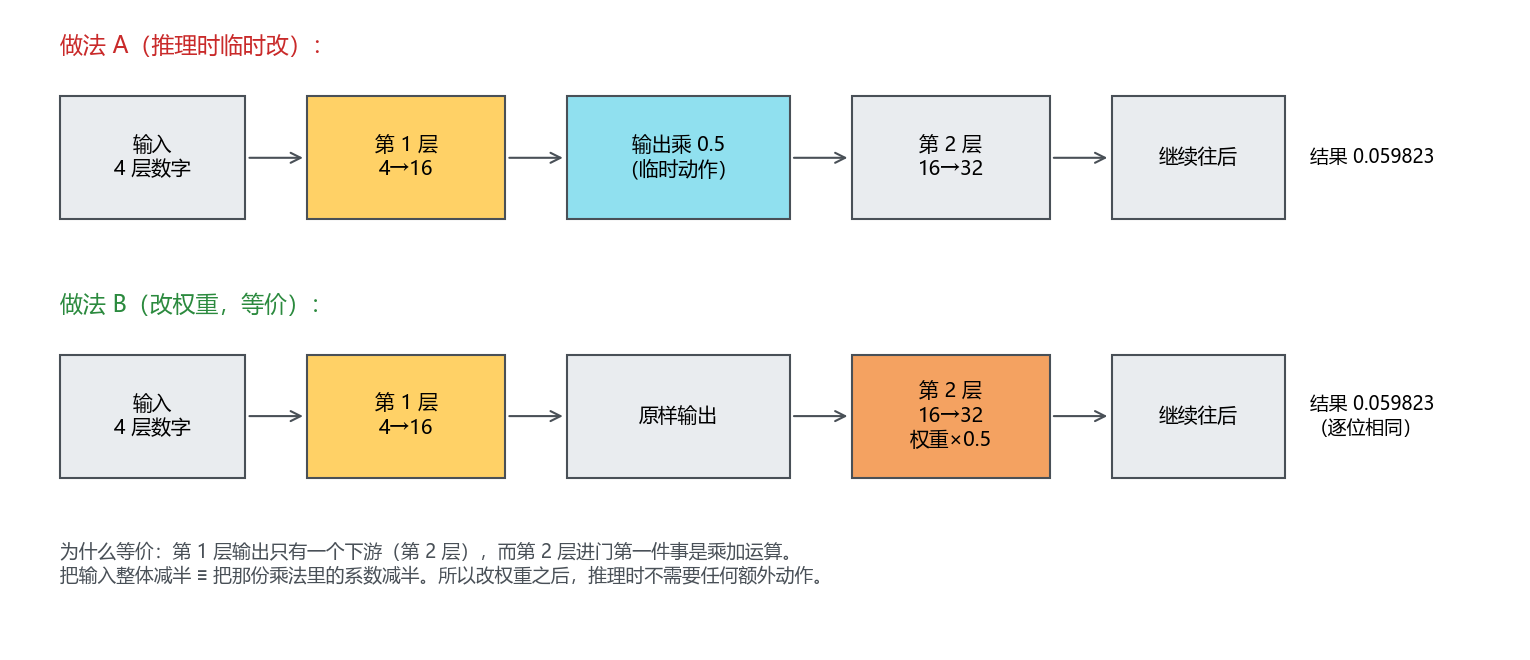 做法 A（推理时临时改）：
输入
4 层数字
第 1 层
4→16
输出乘 0.5
(临时动作)
第 2 层
16→32
继续往后
结果 0.059823
做法 B（改权重，等价）：
输入
4 层数字
第 1 层
4→16
原样输出
第 2 层
16→32
权重×0.5
继续往后
结果 0.059823
（逐位相同）
为什么等价：第 1 层输出只有一个下游（第 2 层），而第 2 层进门第一件事是乘加运算。
把输入整体减半 ≡ 把那份乘法里的系数减半。所以改权重之后，推理时不需要任何额外动作。